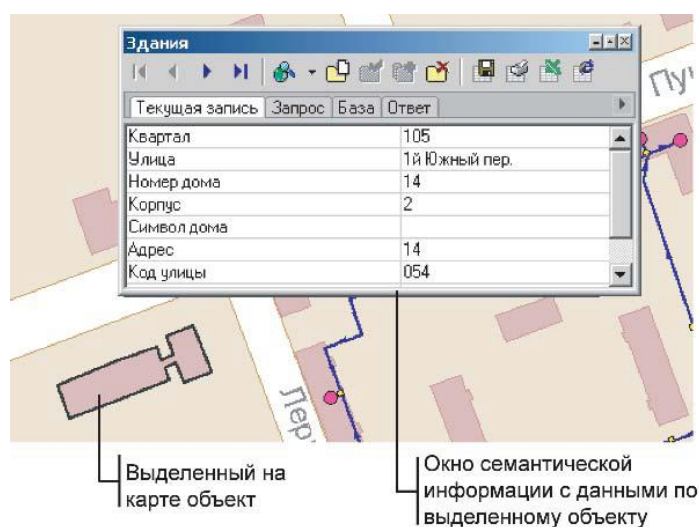 Здания
Текущая запись Запрос База Ответ
Квартал 105
Улица 1й Южный пер.
Номер дома 14
Корпус 2
Символ дома
Адрес 14
Код улицы 054
Пу
Лер
Выделенный на
карте объект
Окно семантической
информации с данными по
выделенному объекту